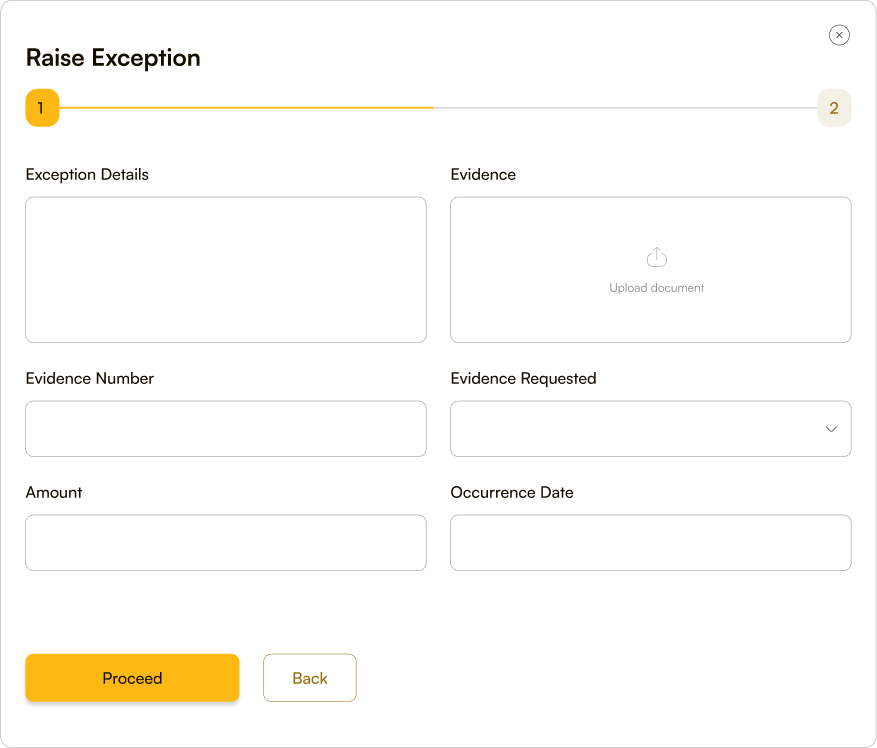 Raise Exception
1
2
Exception Details
Evidence
Upload document
Evidence Number
Evidence Requested
Amount
Occurrence Date
Proceed
Back